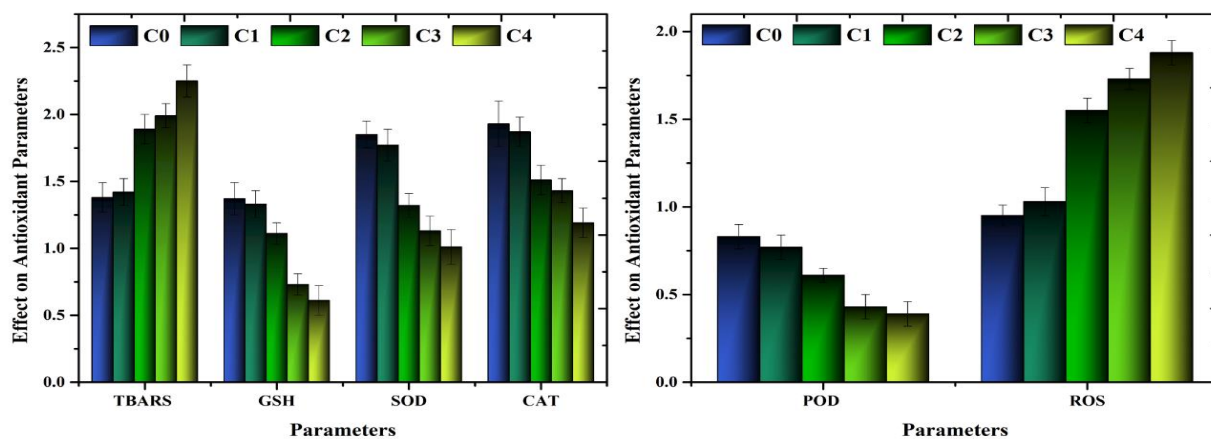 C0 C1 C2 C3 C4
2.5
2.0
1.5
1.0
0.5
0.0
Effect on Antioxidant Parameters
TBARS GSH SOD CAT
Parameters
C0 C1 C2 C3 C4
2.0
1.5
1.0
0.5
0.0
Effect on Antioxidant Parameters
POD ROS
Parameters